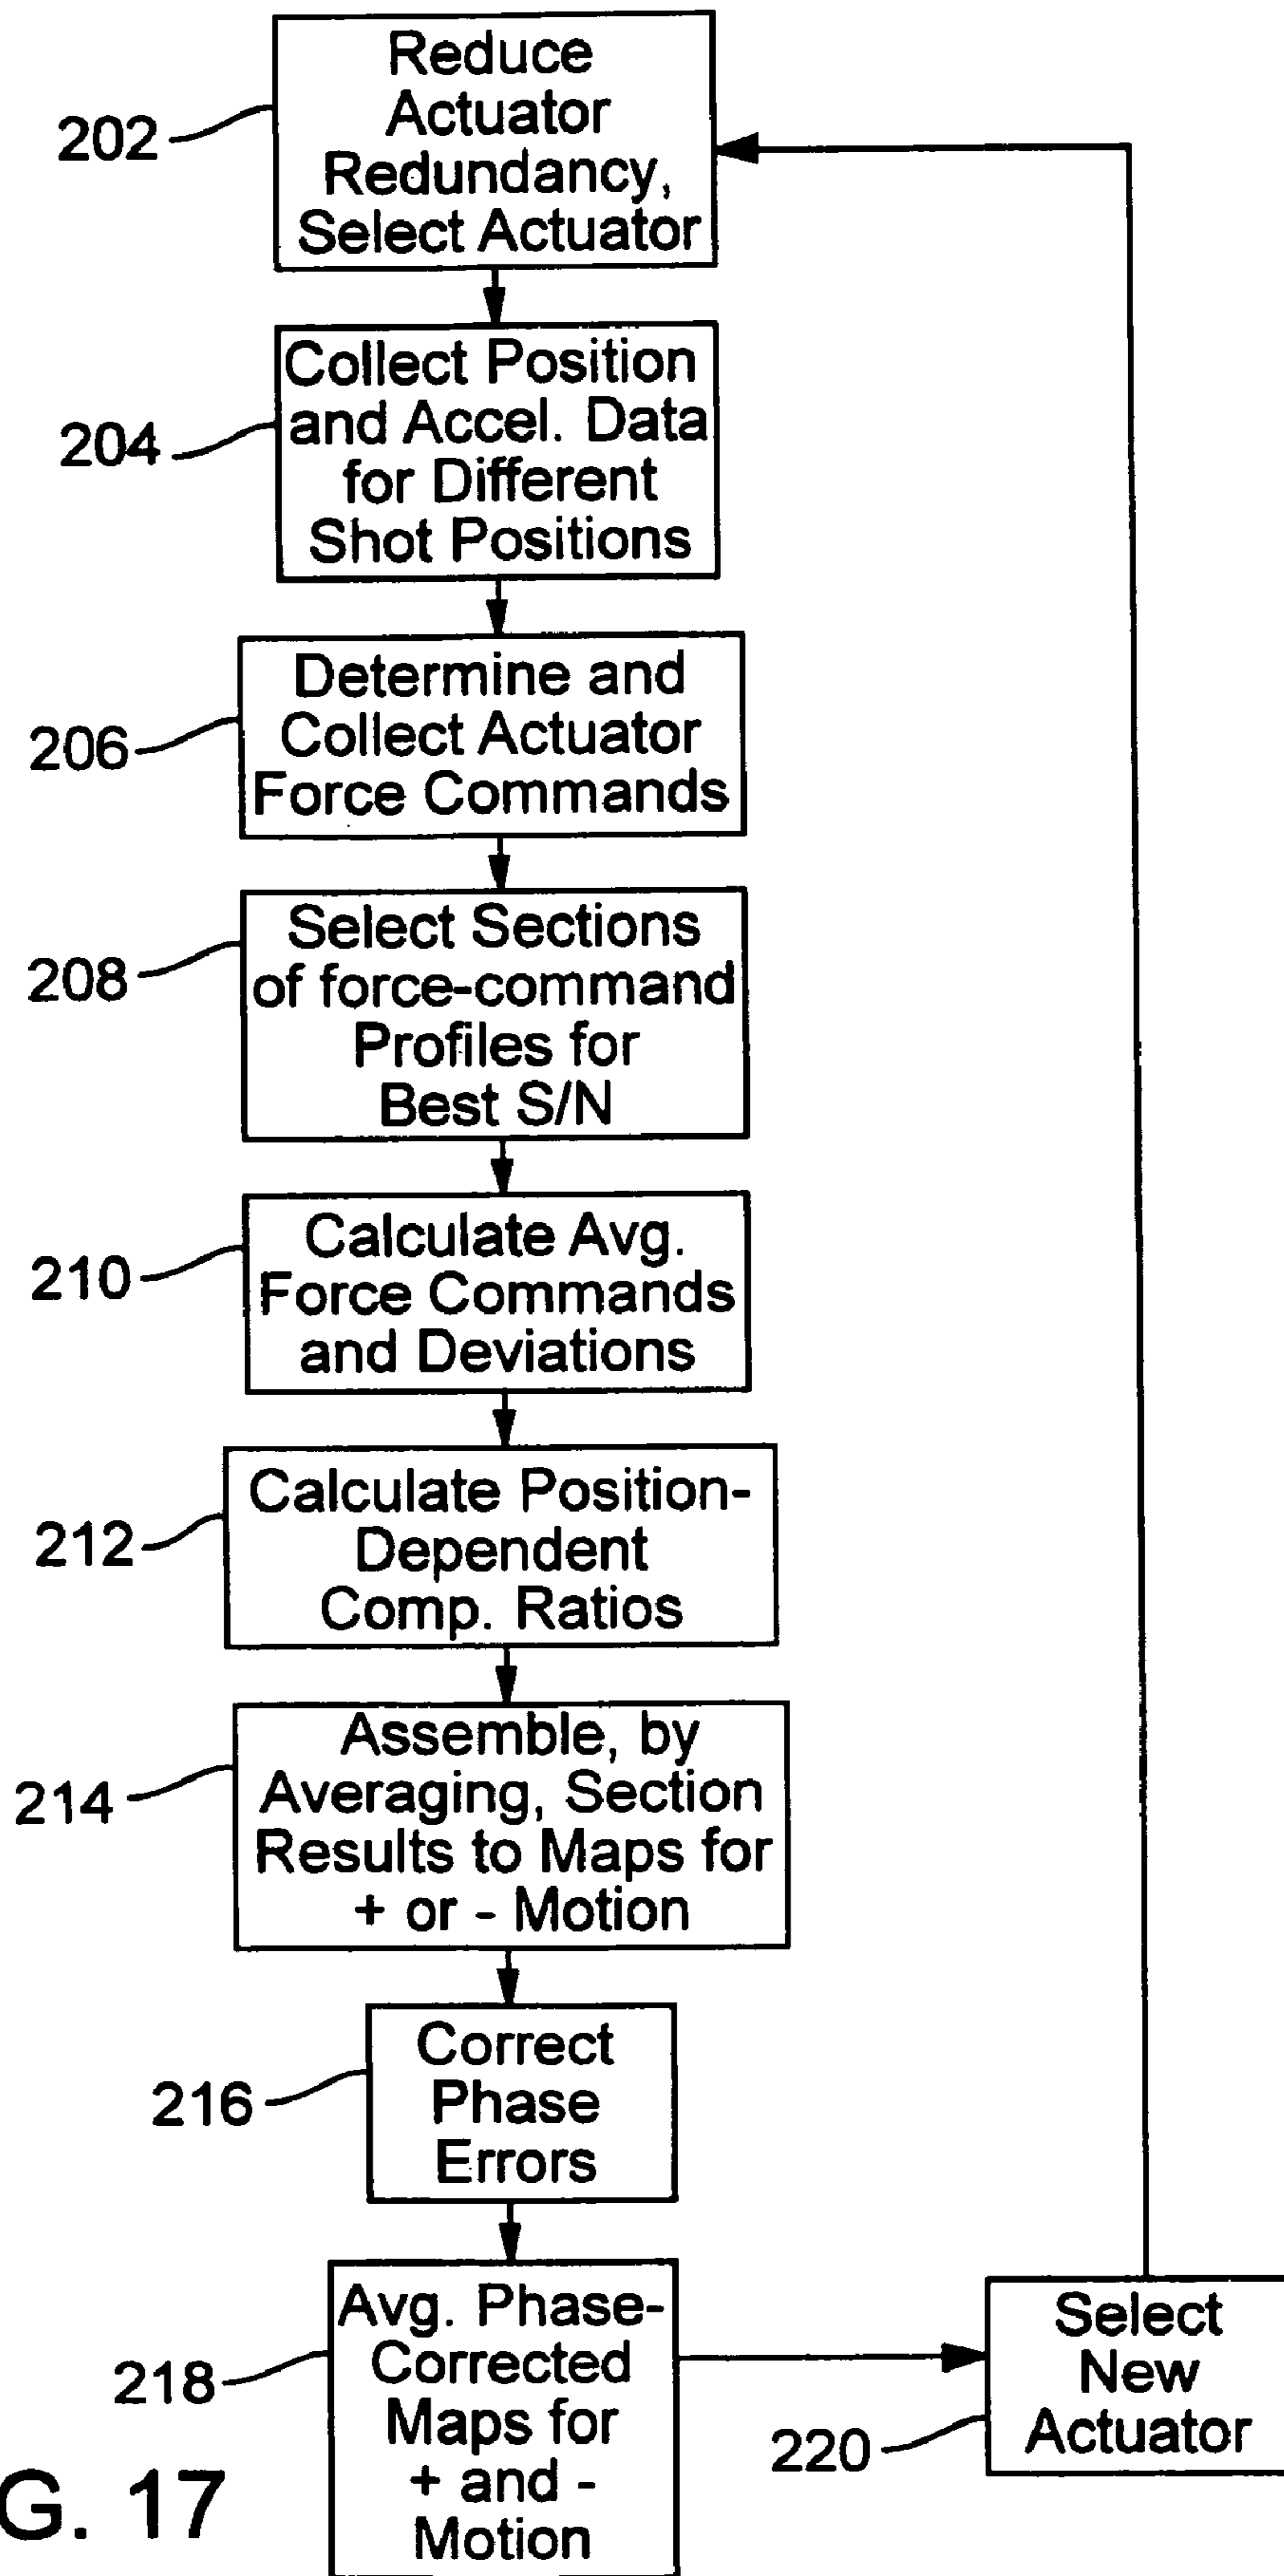 Reduce
Actuator
Redundancy,
Select Actuator
202
Collect Position
and Accel. Data
for Different
Shot Positions
204
Determine and
Collect Actuator
Force Commands
206
Select Sections
of force-command
Profiles for
Best S/N
208
Calculate Avg.
Force Commands
and Deviations
210
Calculate Position-
Dependent
Comp. Ratios
212
Assemble, by
Averaging, Section
Results to Maps for
+ or - Motion
214
Correct
Phase
Errors
216
Avg. Phase-
Corrected
Maps for
+ and -
Motion
218
Select
New
Actuator
220
G. 17